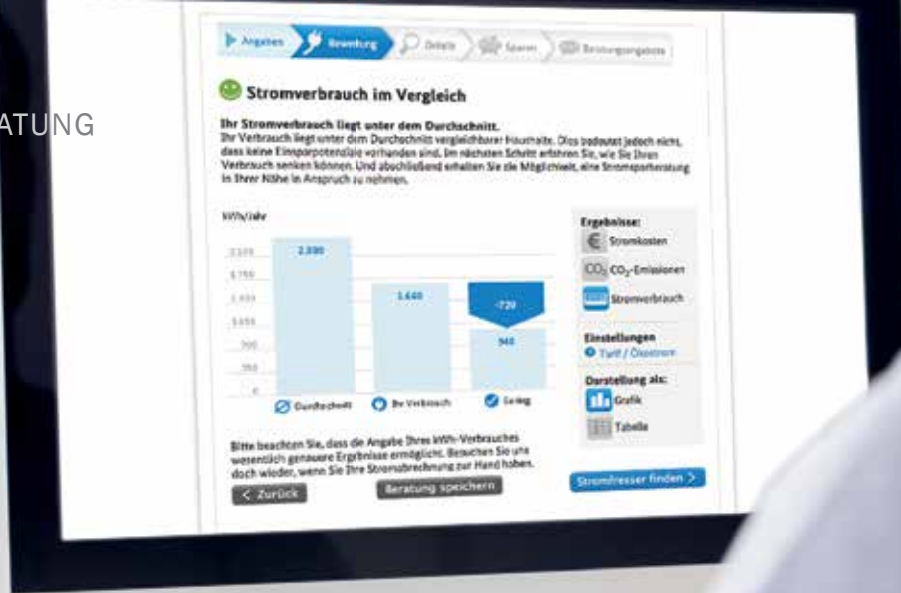 ATUNG
Angaben
Bewertung
Details
Sparen
Beratungsangebote
Stromverbrauch im Vergleich
Ihr Stromverbrauch liegt unter dem Durchschnitt.
Ihr Verbrauch liegt unter dem Durchschnitt vergleichbarer Haushalte. Dies bedeutet jedoch nicht,
dass keine Einsparpotenziale vorhanden sind. Im nächsten Schritt erfahren Sie, wie Sie Ihren
Verbrauch senken können. Und abschließend erhalten Sie die Möglichkeit, eine Stromsparberatung
in Ihrer Nähe in Anspruch zu nehmen.
kWh/Jahr
-720
0
Durchschnitt
Ihr Verbrauch
Gering
Ergebnisse:
€ Stromkosten
CO₂ CO₂-Emissionen
Stromverbrauch
Einstellungen
Tarif / Ökostrom
Darstellung als:
Grafik
Tabelle
Bitte beachten Sie, dass die Angabe Ihres kWh-Verbrauches
wesentlich genauere Ergebnisse ermöglicht. Besuchen Sie uns
doch wieder, wenn Sie Ihre Stromabrechnung zur Hand haben.
< Zurück
Beratung speichern
Stromfresser finden >